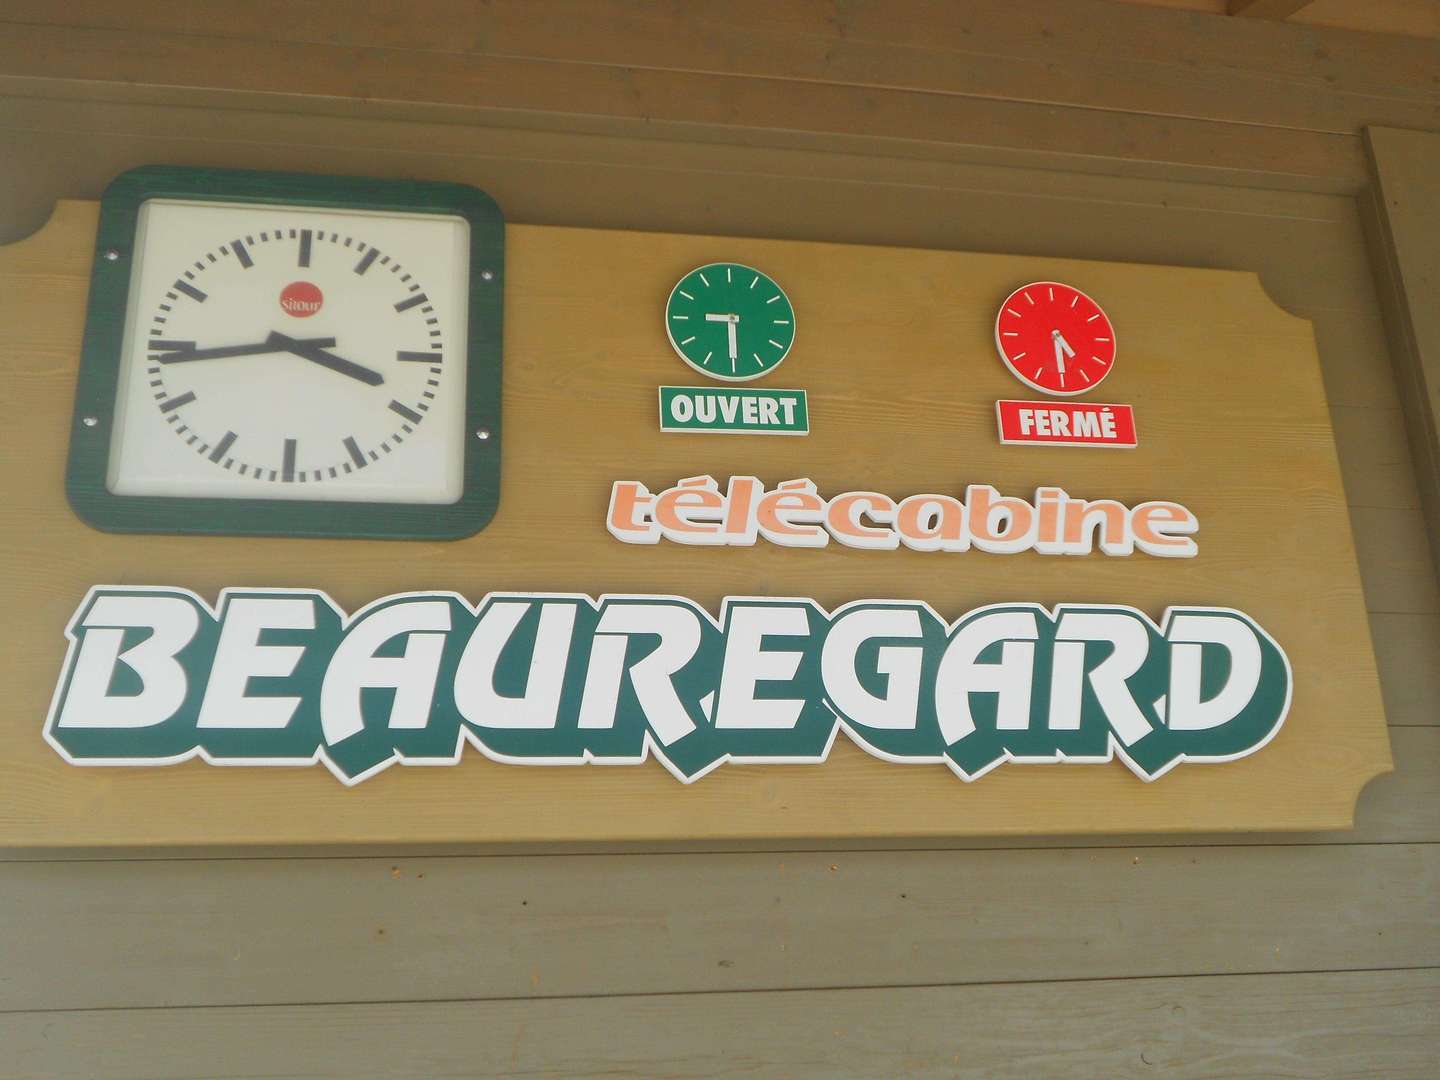 sitour
OUVERT
FERMÉ
télécabine
BEAUREGARD